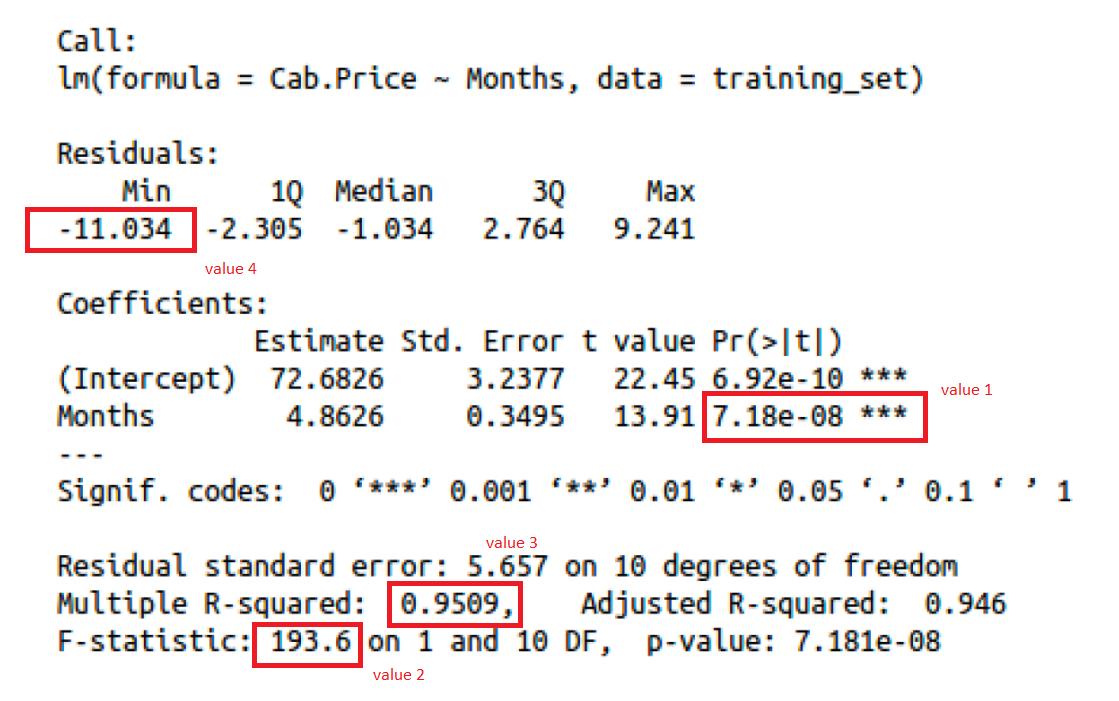 Call:
lm(formula = Cab.Price ~ Months, data = training_set)
Residuals:
Min 1Q Median 3Q Max
-11.034 -2.305 -1.034 2.764 9.241
value 4
Coefficients:
Estimate Std. Error t value Pr(>|t|)
(Intercept) 72.6826 3.2377 22.45 6.92e-10 ***
value 1
Months 4.8626 0.3495 13.91 7.18e-08 ***
---
Signif. codes: 0 ‘***’ 0.001 ‘**’ 0.01 ‘*’ 0.05 ‘.’ 0.1 ‘ ’ 1
value 3
Residual standard error: 5.657 on 10 degrees of freedom
Multiple R-squared: 0.9509, Adjusted R-squared: 0.946
F-statistic: 193.6 on 1 and 10 DF, p-value: 7.181e-08
value 2